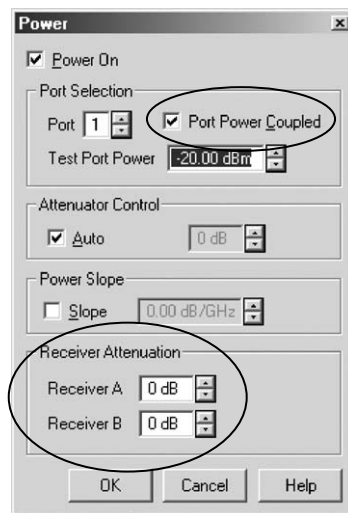 Power
Power On
Port Selection
Port 1 Port Power Coupled
Test Port Power -20.00 dBm
Attenuator Control
Auto 0 dB
Power Slope
Slope 0.00 dB/GHz
Receiver Attenuation
Receiver A 0 dB
Receiver B 0 dB
OK Cancel Help